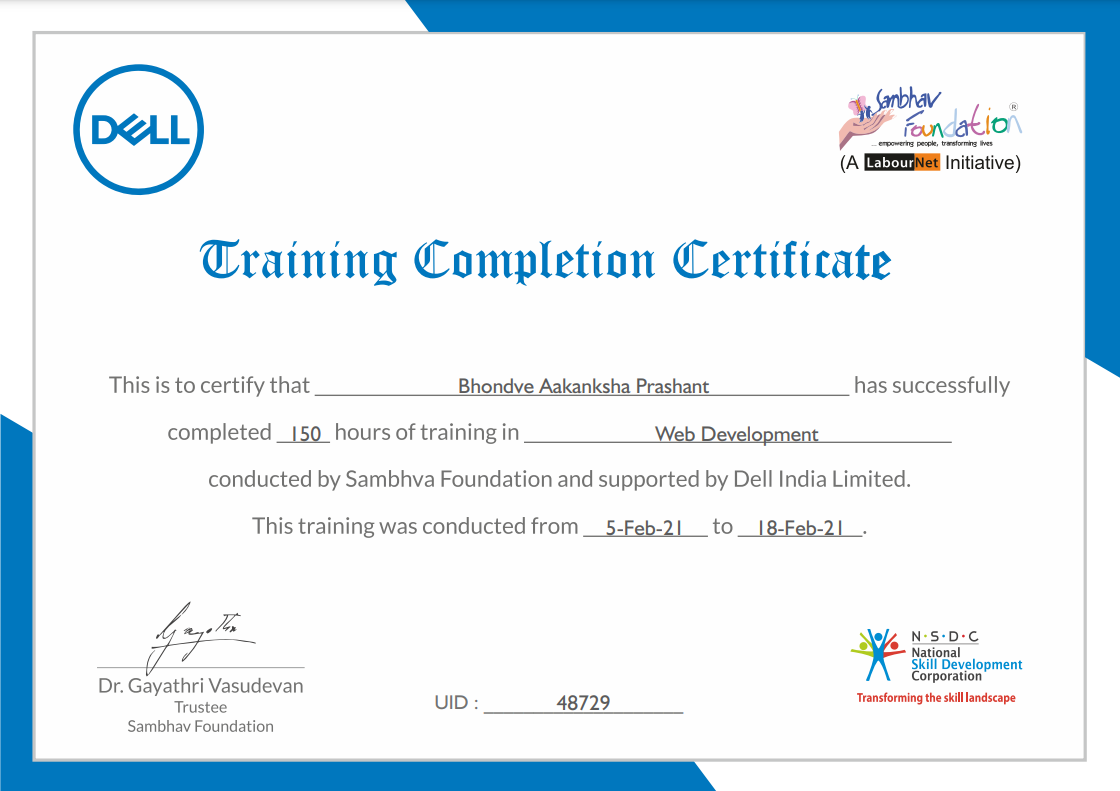 DELL
Sambhav
Foundation ®
... empowering people, transforming lives
(A LabourNet Initiative)
Training Completion Certificate
This is to certify that Bhondve Aakanksha Prashant has successfully
completed 150 hours of training in Web Development
conducted by Sambhva Foundation and supported by Dell India Limited.
This training was conducted from 5-Feb-21 to 18-Feb-21.
Gayathri
Dr. Gayathri Vasudevan
Trustee
Sambhav Foundation
UID : 48729
N·S·D·C
National
Skill Development
Corporation
Transforming the skill landscape